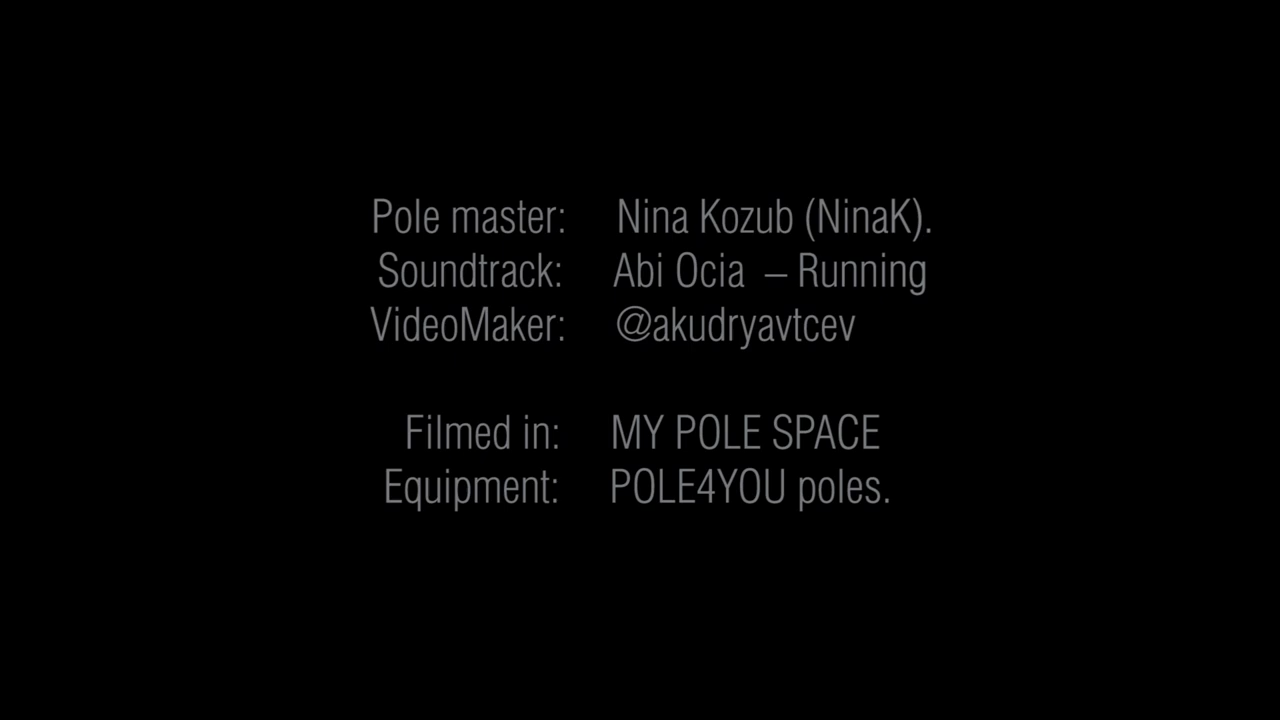 Pole master: Nina Kozub (NinaK).
Soundtrack: Abi Ocia – Running
VideoMaker: @akudryavtcev
Filmed in: MY POLE SPACE
Equipment: POLE4YOU poles.